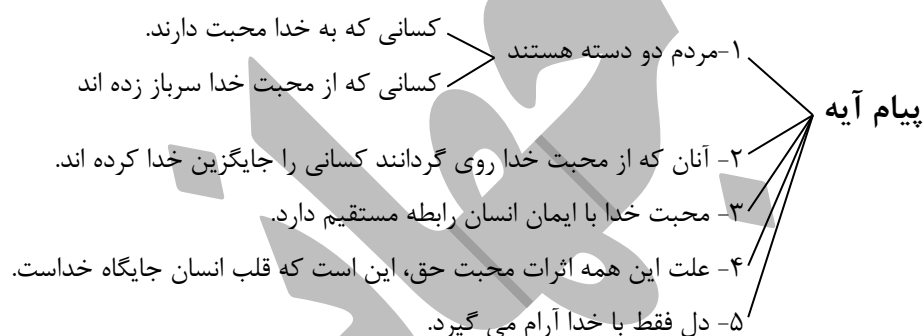 کسانی که به خدا محبت دارند.
۱-مردم دو دسته هستند
کسانی که از محبت خدا سرباز زده اند
پیام آیه
۲- آنان که از محبت خدا روی گردانند کسانی را جایگزین خدا کرده اند.
۳- محبت خدا با ایمان انسان رابطه مستقیم دارد.
۴- علت این همه اثرات محبت حق، این است که قلب انسان جایگاه خداست.
۵- دل فقط با خدا آرام می گیرد.